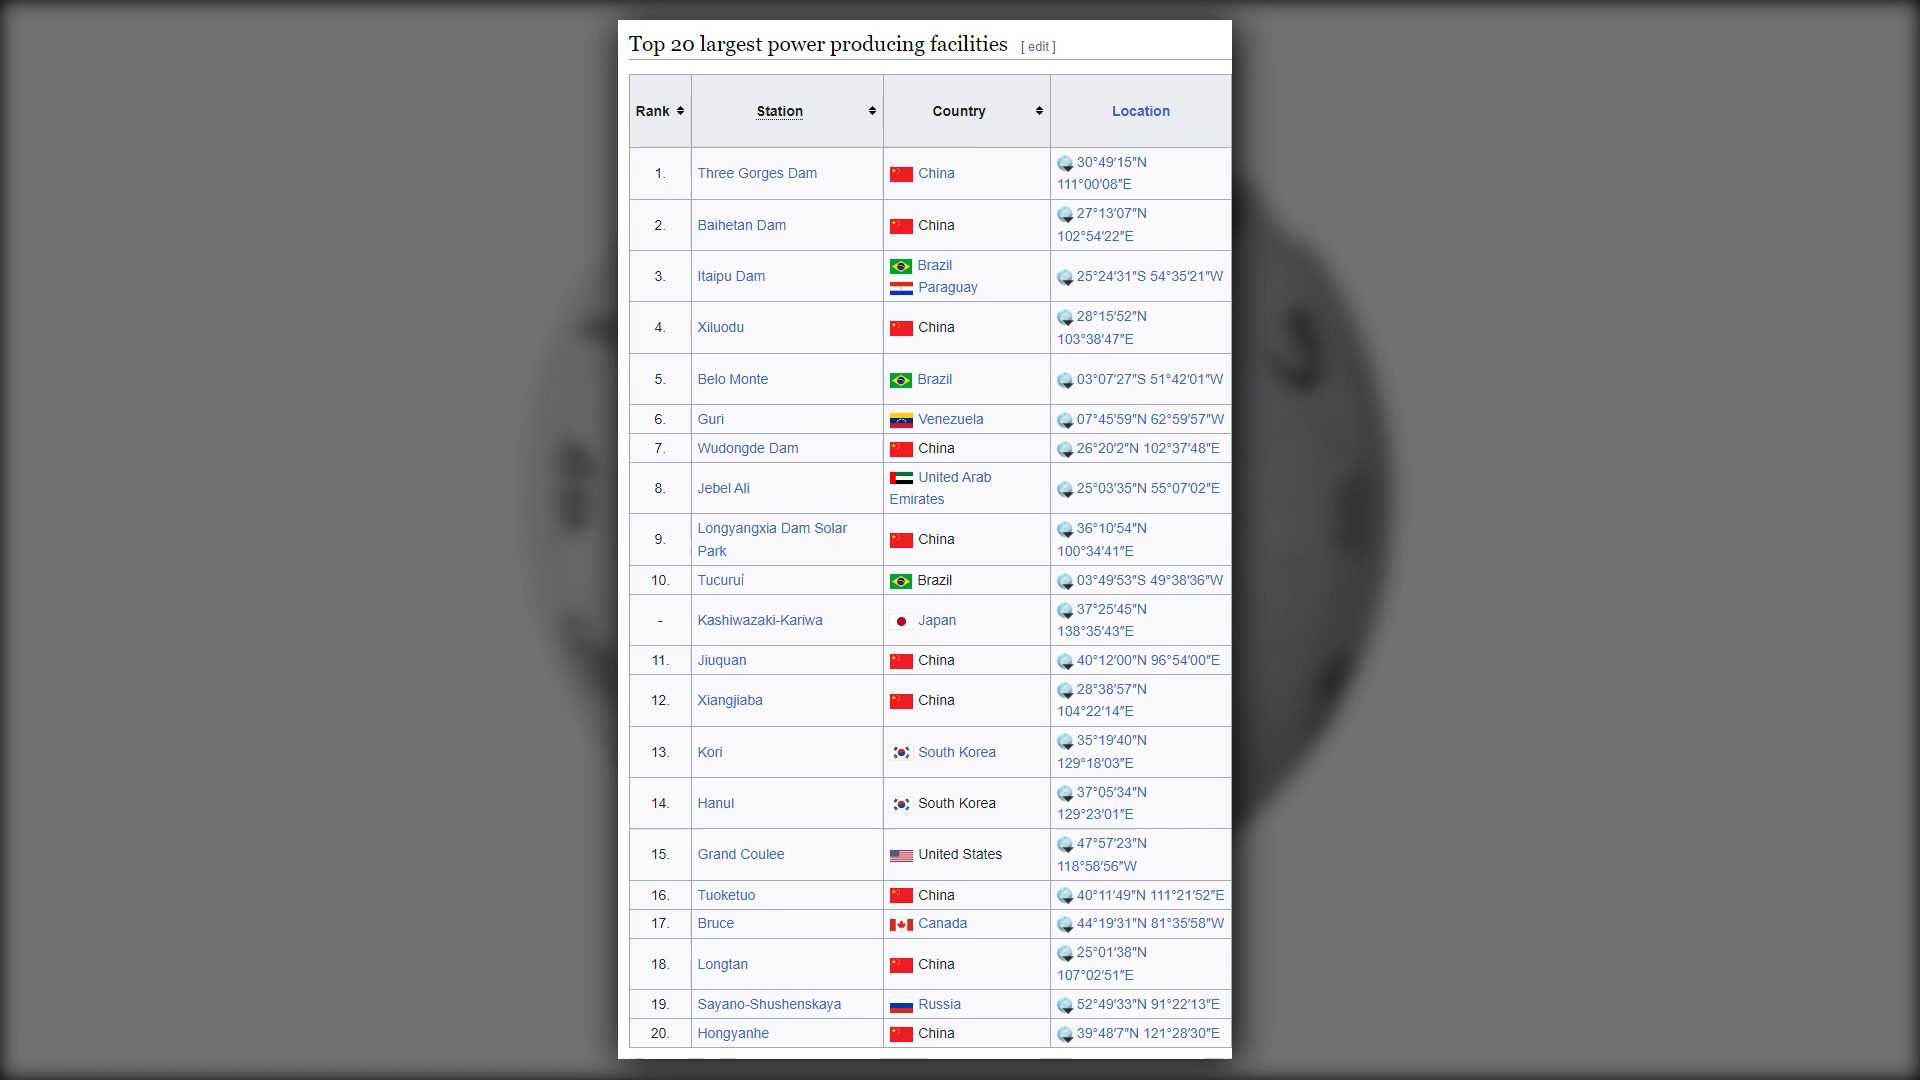 Top 20 largest power producing facilities [ edit ]
Rank Station Country Location
1. Three Gorges Dam China 30°49′15″N
111°00′08″E
2. Baihetan Dam China 27°13′07″N
102°54′22″E
3. Itaipu Dam Brazil
Paraguay 25°24′31″S 54°35′21″W
4. Xiluodu China 28°15′52″N
103°38′47″E
5. Belo Monte Brazil 03°07′27″S 51°42′01″W
6. Guri Venezuela 07°45′59″N 62°59′57″W
7. Wudongde Dam China 26°20′2″N 102°37′48″E
8. Jebel Ali United Arab
Emirates 25°03′35″N 55°07′02″E
9. Longyangxia Dam Solar
Park China 36°10′54″N
100°34′41″E
10. Tucuruí Brazil 03°49′53″S 49°38′36″W
- Kashiwazaki-Kariwa Japan 37°25′45″N
138°35′43″E
11. Jiuquan China 40°12′00″N 96°54′00″E
12. Xiangjiaba China 28°38′57″N
104°22′14″E
13. Kori South Korea 35°19′40″N
129°18′03″E
14. Hanul South Korea 37°05′34″N
129°23′01″E
15. Grand Coulee United States 47°57′23″N
118°58′56″W
16. Tuoketuo China 40°11′49″N 111°21′52″E
17. Bruce Canada 44°19′31″N 81°35′58″W
18. Longtan China 25°01′38″N
107°02′51″E
19. Sayano-Shushenskaya Russia 52°49′33″N 91°22′13″E
20. Hongyanhe China 39°48′7″N 121°28′30″E